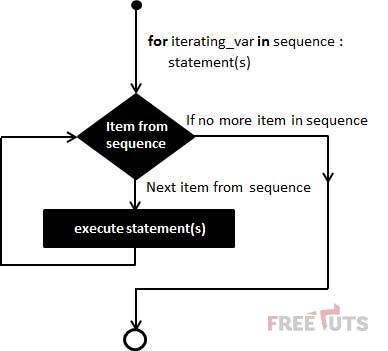 for iterating_var in sequence :
statement(s)
Item from
sequence
If no more item in sequence
Next item from sequence
execute statement(s)
FREETUTS